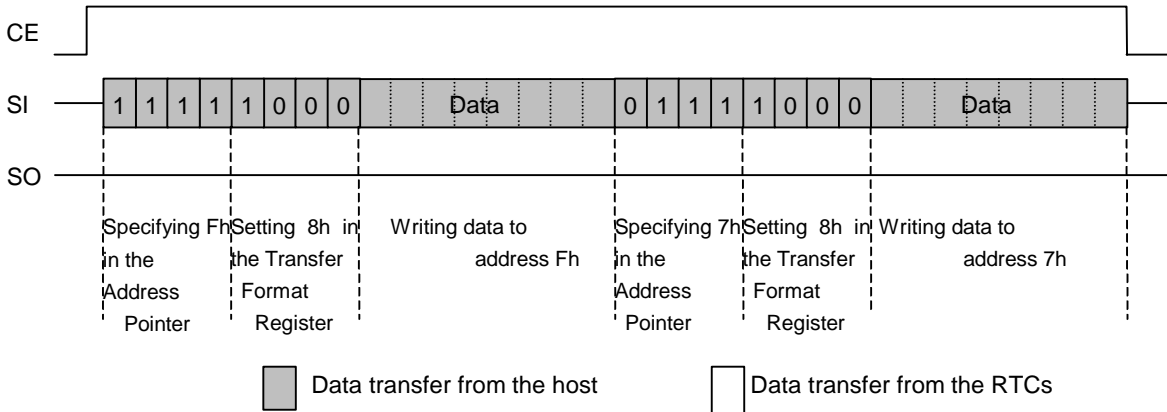 CE
SI 1 1 1 1 1 0 0 0 Data 0 1 1 1 1 0 0 0 Data
SO
Specifying Fh Setting 8h in Writing data to Specifying 7h Setting 8h in Writing data to
in the the Transfer address Fh in the the Transfer address 7h
Address Format Address Format
Pointer Register Pointer Register
Data transfer from the host Data transfer from the RTCs